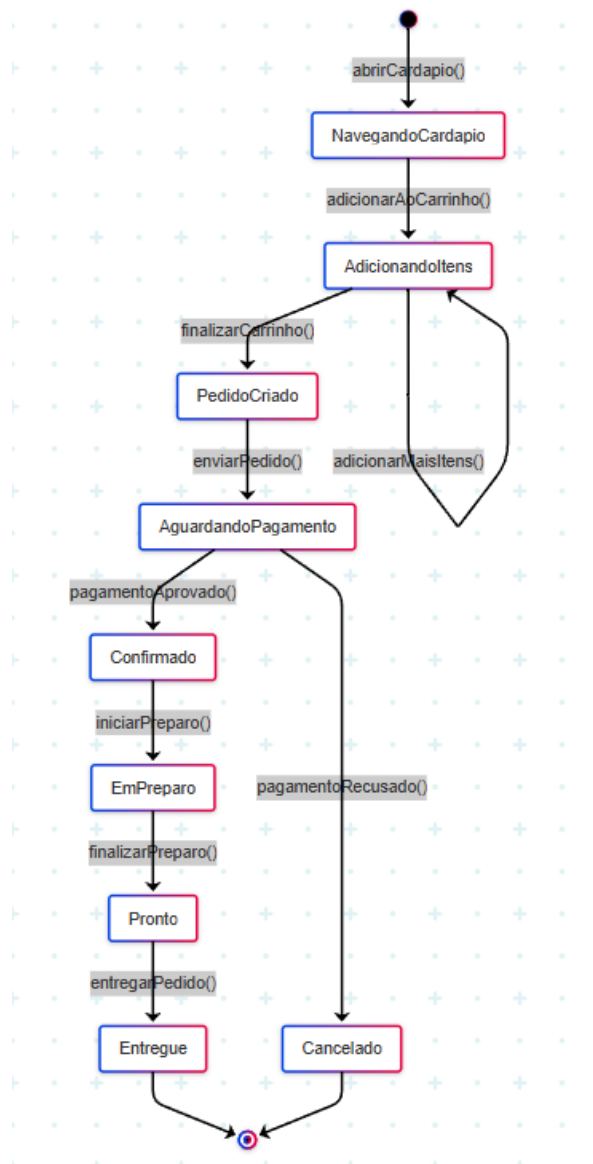 abrirCardapio()
NavegandoCardapio
adicionarAoCarrinho()
AdicionandoItens
finalizarCarrinho()
PedidoCriado
enviarPedido()
adicionarMaisItens()
AguardandoPagamento
pagamentoAprovado()
Confirmado
iniciarPreparo()
EmPreparo
pagamentoRecusado()
finalizarPreparo()
Pronto
entregarPedido()
Entregue
Cancelado